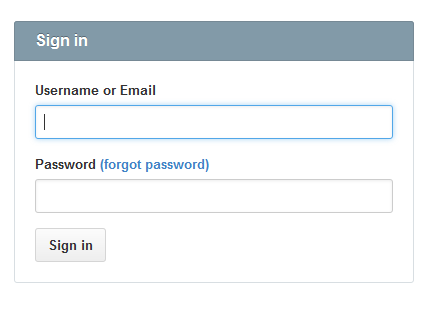 Sign in
Username or Email
Password (forgot password)
Sign in